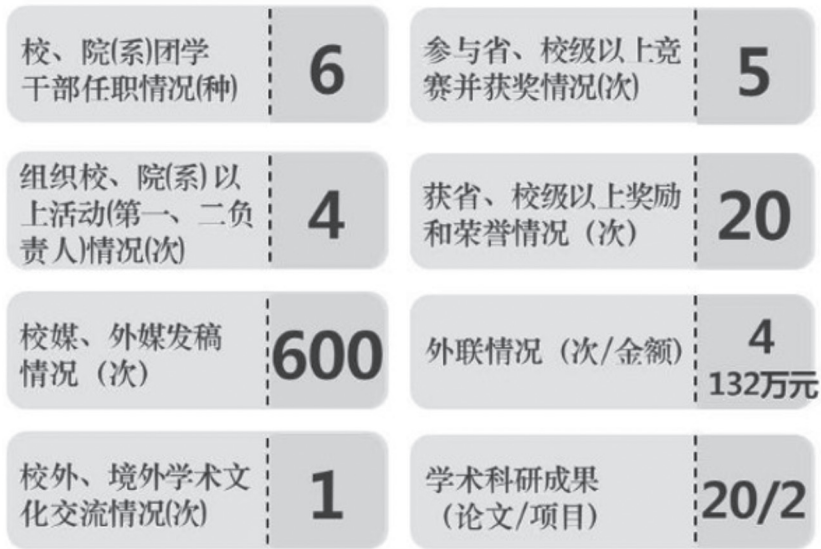 校、院(系)团学
干部任职情况(种)
6
参与省、校级以上竞
赛并获奖情况(次)
5
组织校、院(系)以
上活动(第一、二负
责人)情况(次)
4
获省、校级以上奖励
和荣誉情况（次）
20
校媒、外媒发稿
情况（次）
600
外联情况（次/金额）
4
132万元
校外、境外学术文
化交流情况(次)
1
学术科研成果
（论文/项目）
20/2